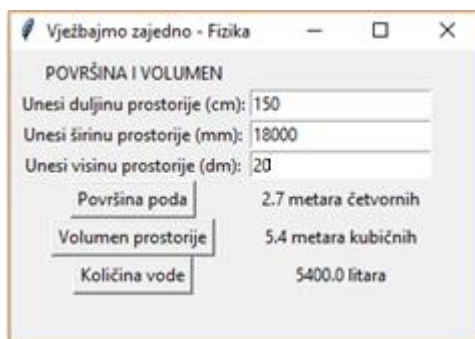 Vježbajmo zajedno - Fizika
POVRŠINA I VOLUMEN
Unesi duljinu prostorije (cm): 150
Unesi širinu prostorije (mm): 18000
Unesi visinu prostorije (dm): 20
Površina poda 2.7 metara četvornih
Volumen prostorije 5.4 metara kubičnih
Količina vode 5400.0 litara